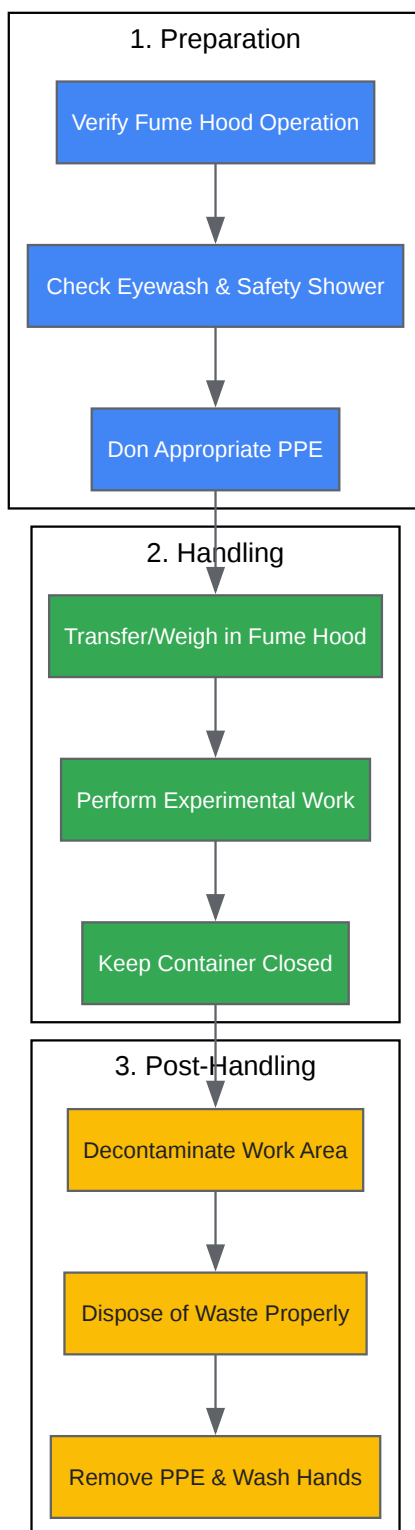 1. Preparation
Verify Fume Hood Operation
Check Eyewash & Safety Shower
Don Appropriate PPE
2. Handling
Transfer/Weigh in Fume Hood
Perform Experimental Work
Keep Container Closed
3. Post-Handling
Decontaminate Work Area
Dispose of Waste Properly
Remove PPE & Wash Hands